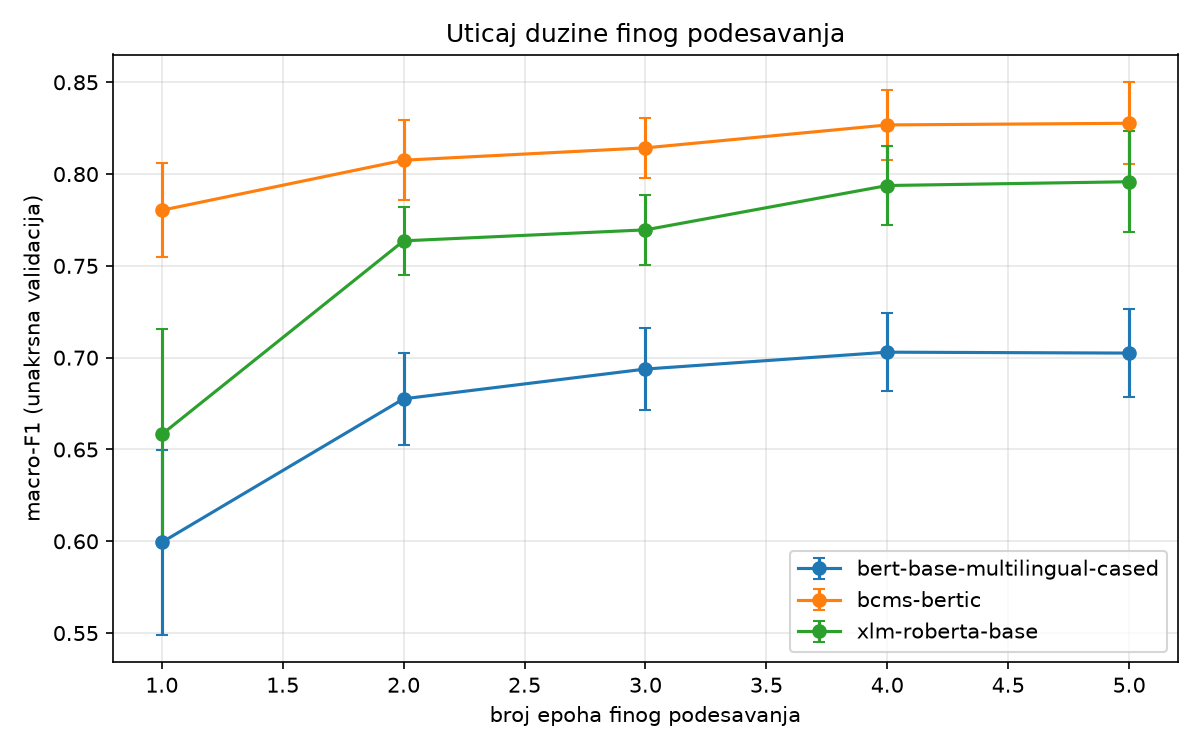 Uticaj duzine finog podesavanja
macro-F1 (unakrsna validacija)
0.85
0.80
0.75
0.70
0.65
0.60
0.55
1.0 1.5 2.0 2.5 3.0 3.5 4.0 4.5 5.0
broj epoha finog podesavanja
bert-base-multilingual-cased
bcms-bertic
xlm-roberta-base